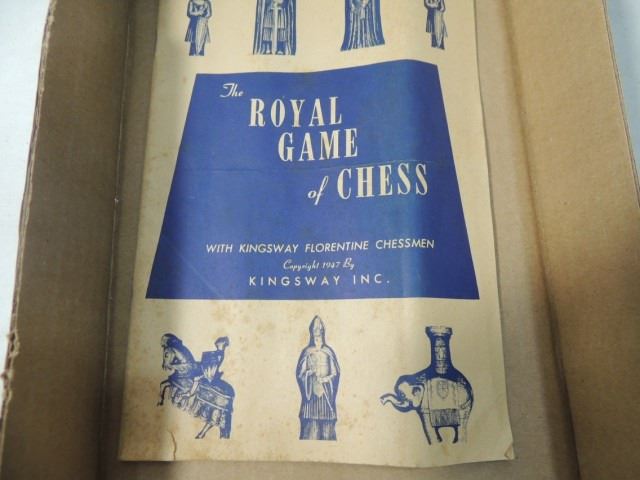 The
ROYAL
GAME
of CHESS
WITH KINGSWAY FLORENTINE CHESSMEN
Copyright 1947 By
KINGSWAY INC.